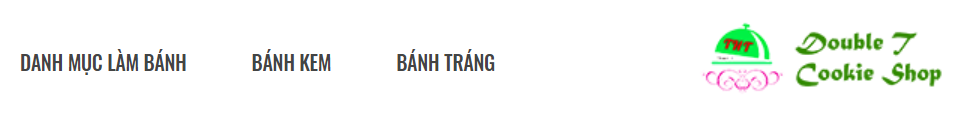 DANH MỤC LÀM BÁNH
BÁNH KEM
BÁNH TRÁNG
TNT
Double T
Cookie Shop